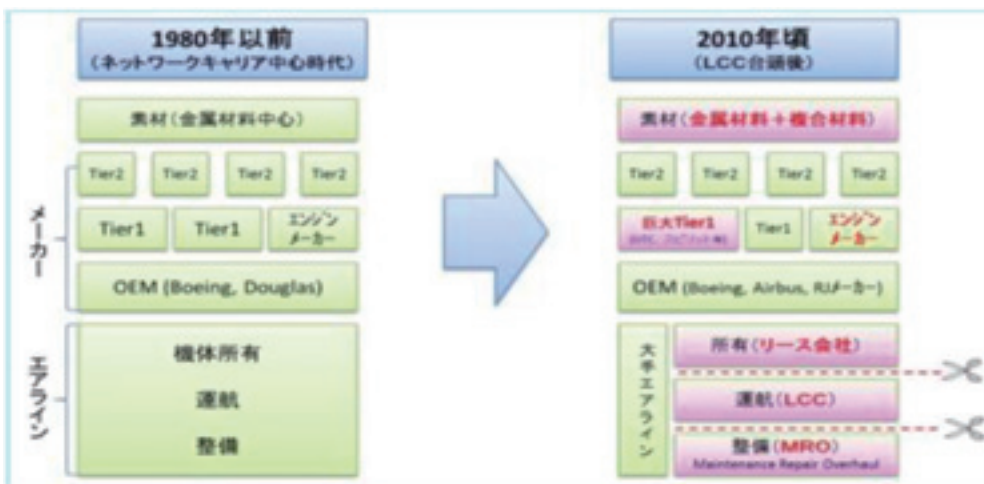 1980年以前
(ネットワークキャリア中心時代)
素材(金属材料中心)
Tier2
Tier2
Tier2
Tier2
Tier1
Tier1
エンジン
メーカー
OEM (Boeing, Douglas)
メーカー
機体所有
運航
整備
エアライン
2010年頃
(LCC台頭後)
素材(金属材料+複合材料)
Tier2
Tier2
Tier2
Tier2
巨大Tier1
Tier1
エンジン
メーカー
OEM (Boeing, Airbus, RJメーカー)
大手エアライン
所有(リース会社)
運航(LCC)
整備(MRO)
Maintenance Repair Overhaul